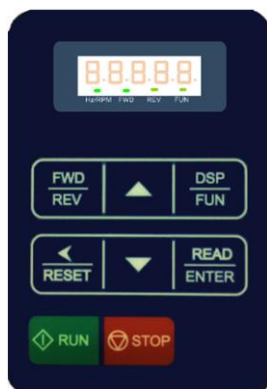 8.8.8.8.8.
Hz/RPM FWD REV FUN
FWD DSP
REV FUN
< READ
RESET ENTER
RUN STOP